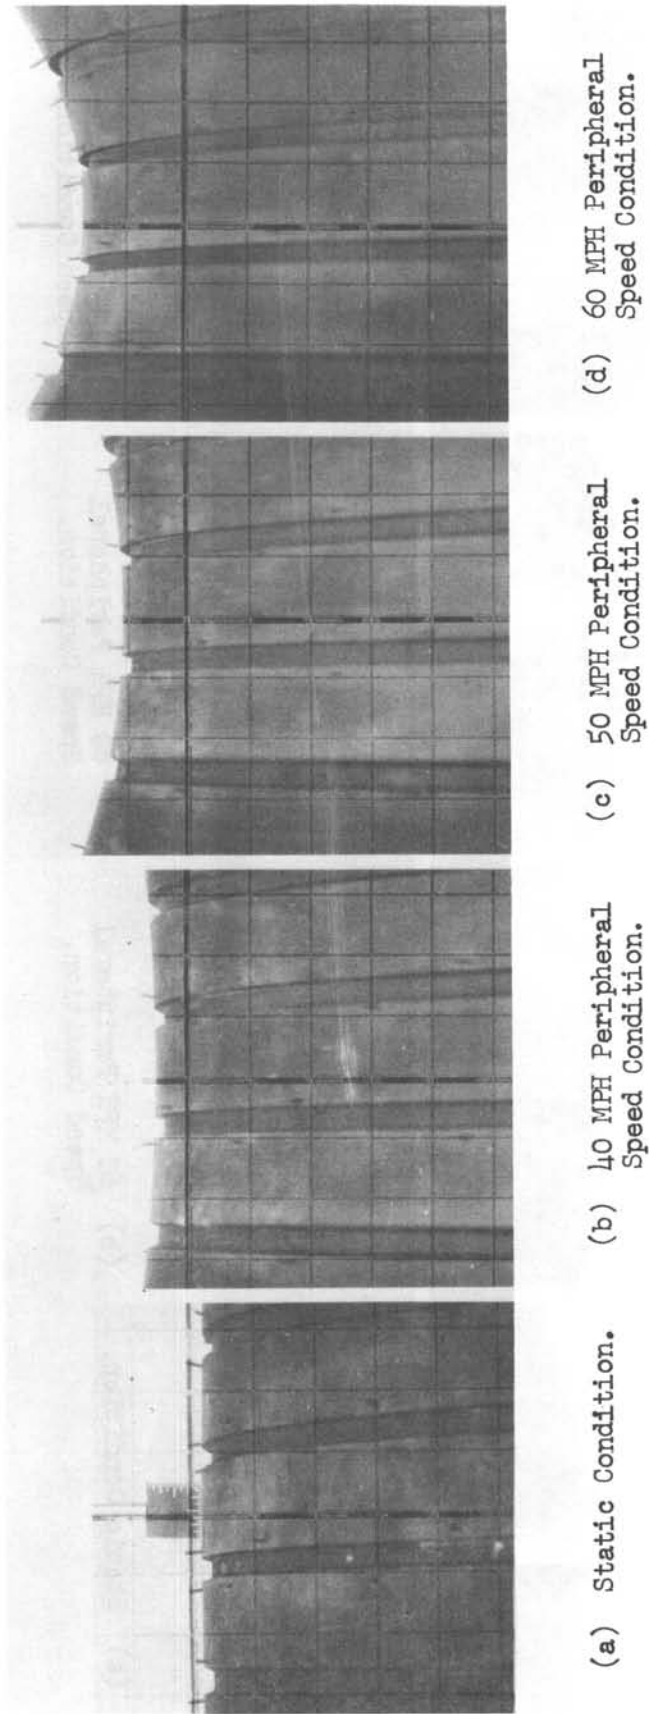 (a) Static Condition.
(b) 40 MPH Peripheral
Speed Condition.
(c) 50 MPH Peripheral
Speed Condition.
(d) 60 MPH Peripheral
Speed Condition.